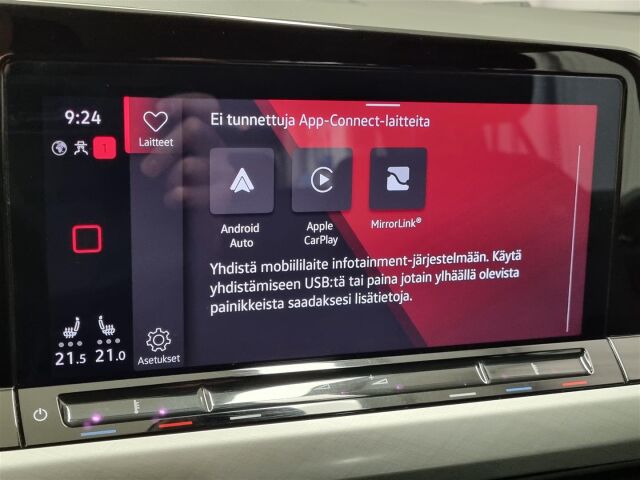 9:24
1
21.5 21.0
Laitteet
Asetukset
Ei tunnettuja App-Connect-laitteita
Android
Auto
Apple
CarPlay
MirrorLink®
Yhdistä mobiililaite infotainment-järjestelmään. Käytä
yhdistämiseen USB:tä tai paina jotain ylhäällä olevista
painikkeista saadaksesi lisätietoja.